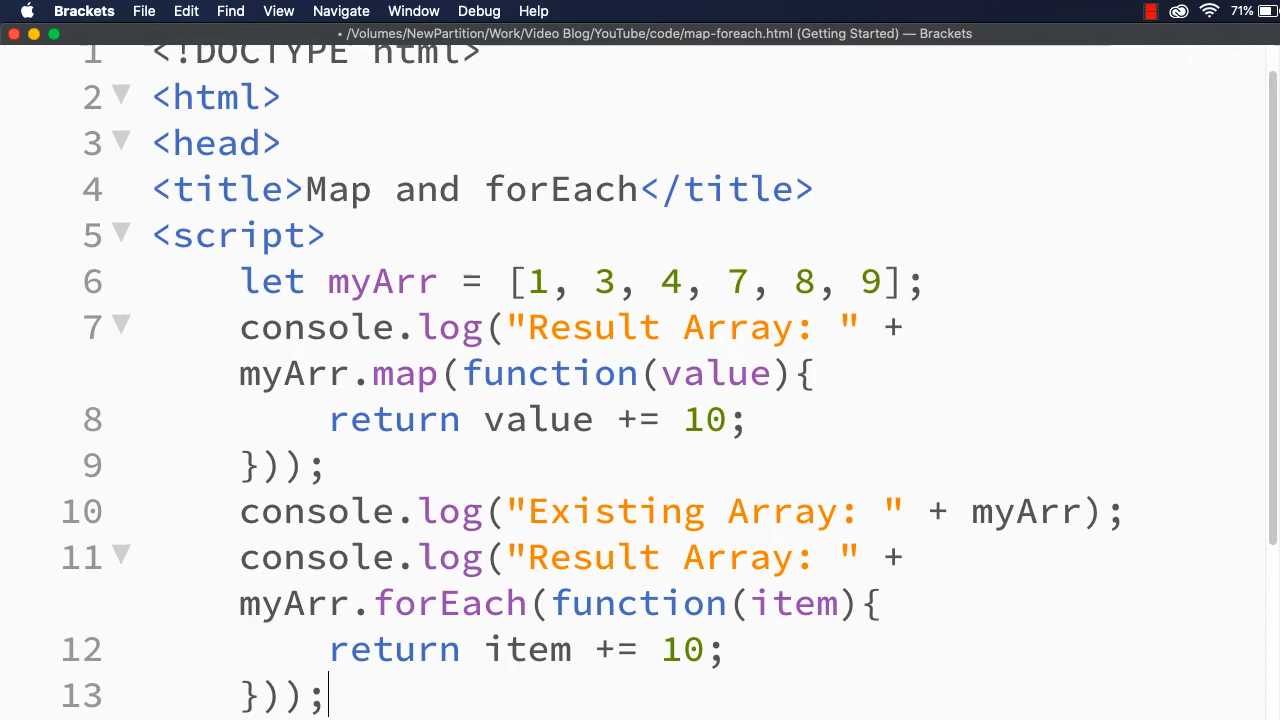 Brackets File Edit Find View Navigate Window Debug Help 71%
• /Volumes/NewPartition/Work/Video Blog/YouTube/code/map-foreach.html (Getting Started) — Brackets
1 <!DOCTYPE html>
2 <html>
3 <head>
4 <title>Map and forEach</title>
5 <script>
6 let myArr = [1, 3, 4, 7, 8, 9];
7 console.log("Result Array: " +
myArr.map(function(value){
8 return value += 10;
9 }));
10 console.log("Existing Array: " + myArr);
11 console.log("Result Array: " +
myArr.forEach(function(item){
12 return item += 10;
13 }));